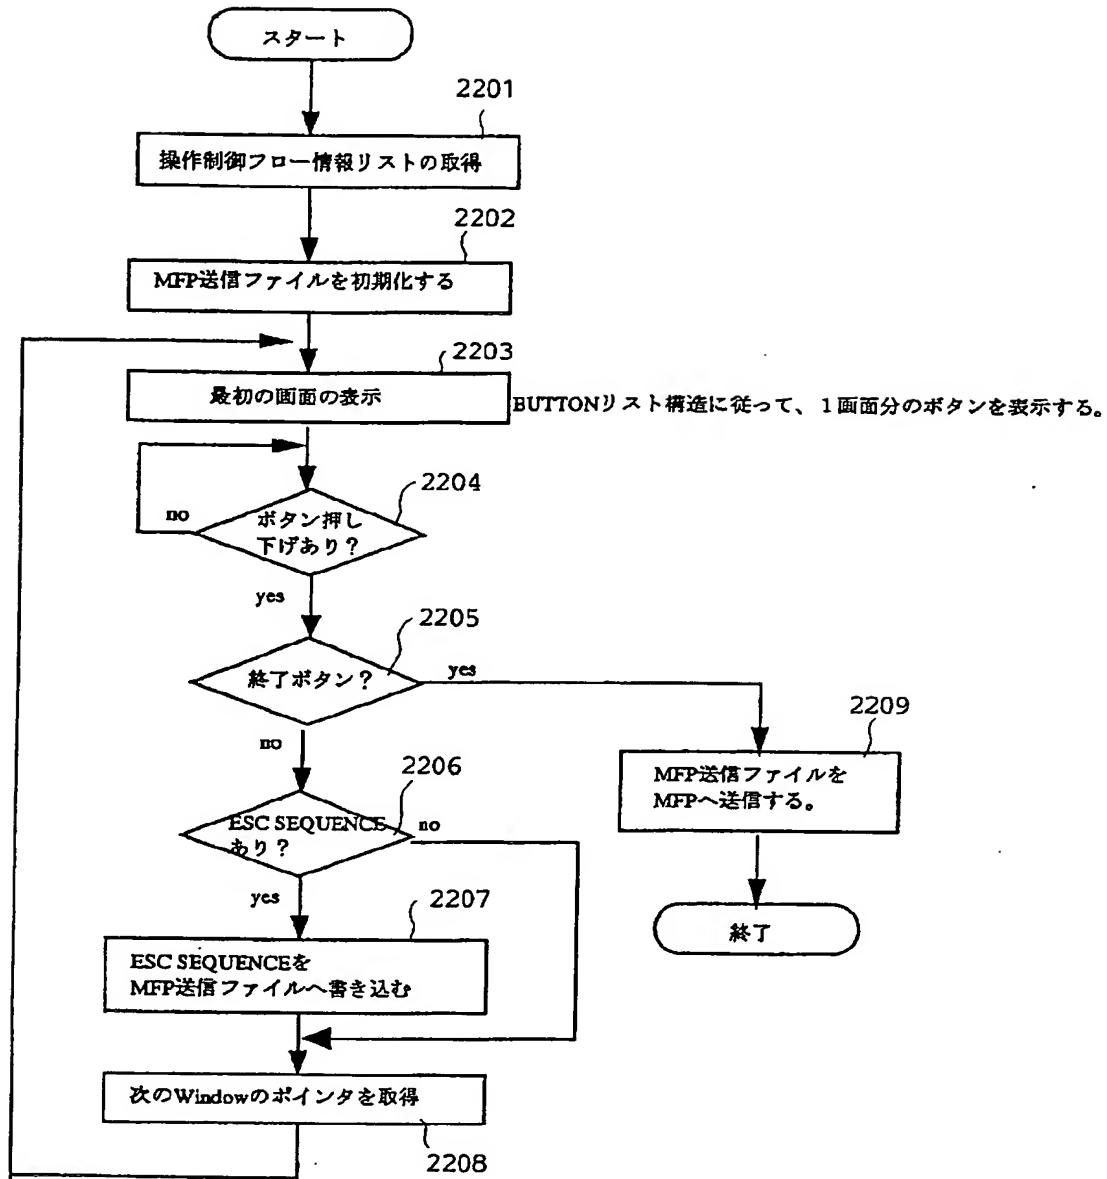 スタート
2201
操作制御フロー情報リストの取得
2202
MFP送信ファイルを初期化する
2203
最初の画面の表示
BUTTONリスト構造に従って、1画面分のボタンを表示する。
2204
no
ボタン押し
下げあり?
yes
2205
終了ボタン?
yes
no
2209
MFP送信ファイルを
MFPへ送信する。
2206
ESC SEQUENCE
あり?
no
yes
終了
2207
ESC SEQUENCEを
MFP送信ファイルへ書き込む
次のWindowのポインタを取得
2208